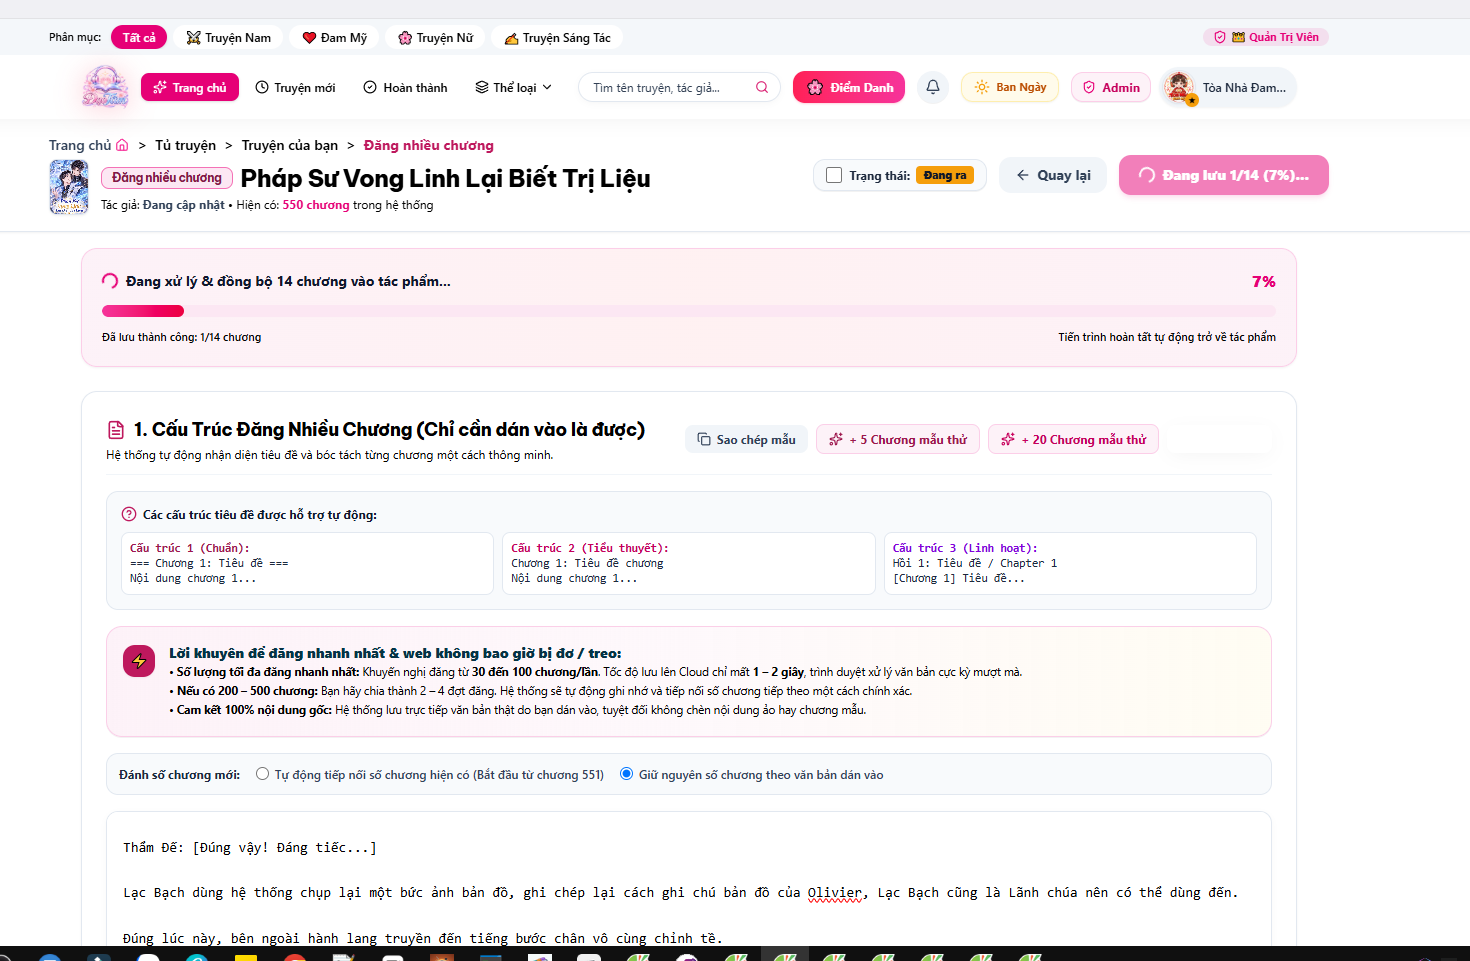 Phân mục: Tất cả Truyện Nam Đam Mỹ Truyện Nữ Truyện Sáng Tác Quản Trị Viên
Trang chủ Truyện mới Hoàn thành Thể loại Tìm tên truyện, tác giả... Điểm Danh Ban Ngày Admin Tòa Nhà Đam...
Trang chủ > Tủ truyện > Truyện của bạn > Đăng nhiều chương
Đăng nhiều chương Pháp Sư Vong Linh Lại Biết Trị Liệu Trạng thái: Đang ra Quay lại Đang lưu 1/14 (7%)...
Tác giả: Đang cập nhật • Hiện có: 550 chương trong hệ thống
Đang xử lý & đồng bộ 14 chương vào tác phẩm... 7%
Đã lưu thành công: 1/14 chương Tiến trình hoàn tất tự động trở về tác phẩm
1. Cấu Trúc Đăng Nhiều Chương (Chỉ cần dán vào là được) Sao chép mẫu + 5 Chương mẫu thử + 20 Chương mẫu thử
Hệ thống tự động nhận diện tiêu đề và bóc tách từng chương một cách thông minh.
Các cấu trúc tiêu đề được hỗ trợ tự động:
Cấu trúc 1 (Chuẩn):
=== Chương 1: Tiêu đề ===
Nội dung chương 1...
Cấu trúc 2 (Tiểu thuyết):
Chương 1: Tiêu đề chương
Nội dung chương 1...
Cấu trúc 3 (Linh hoạt):
Hồi 1: Tiêu đề / Chapter 1
[Chương 1] Tiêu đề...
Lời khuyên để đăng nhanh nhất & web không bao giờ bị đơ / treo:
• Số lượng tối đa đăng nhanh nhất: Khuyến nghị đăng từ 30 đến 100 chương/lần. Tốc độ lưu lên Cloud chỉ mất 1 – 2 giây, trình duyệt xử lý văn bản cực kỳ mượt mà.
• Nếu có 200 – 500 chương: Bạn hãy chia thành 2 – 4 đợt đăng. Hệ thống sẽ tự động ghi nhớ và tiếp nối số chương tiếp theo một cách chính xác.
• Cam kết 100% nội dung gốc: Hệ thống lưu trực tiếp văn bản thật do bạn dán vào, tuyệt đối không chèn nội dung ảo hay chương mẫu.
Đánh số chương mới: Tự động tiếp nối số chương hiện có (Bắt đầu từ chương 551) Giữ nguyên số chương theo văn bản dán vào
Thẩm Đế: [Đúng vậy! Đáng tiếc...]
Lạc Bạch dùng hệ thống chụp lại một bức ảnh bản đồ, ghi chép lại cách ghi chú bản đồ của Olivier, Lạc Bạch cũng là Lãnh chúa nên có thể dùng đến.
Đúng lúc này, bên ngoài hành lang truyền đến tiếng bước chân vô cùng chỉnh tề.